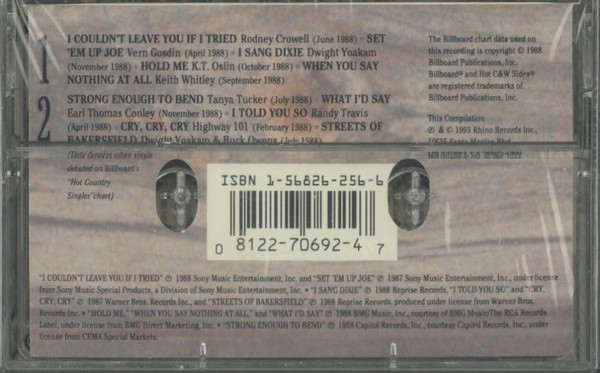 1
I COULDN'T LEAVE YOU IF I TRIED Rodney Crowell (June 1988) • SET
'EM UP JOE Vern Gosdin (April 1988) • I SANG DIXIE Dwight Yoakam
(November 1988) • HOLD ME K.T. Oslin (October 1988) • WHEN YOU SAY
NOTHING AT ALL Keith Whitley (September 1988)
2
STRONG ENOUGH TO BEND Tanya Tucker (July 1988) • WHAT I'D SAY
Earl Thomas Conley (November 1988) • I TOLD YOU SO Randy Travis
(April 1988) • CRY, CRY, CRY Highway 101 (February 1988) • STREETS OF
BAKERSFIELD Dwight Yoakam & Buck Owens (July 1988)
(Date denotes when single
debuted on Billboard's
"Hot Country
Singles" chart)
The Billboard chart data used on
this recording is copyright © 1988
Billboard Publications, Inc.
Billboard® and Hot C&W Sides®
are registered trademarks of
Billboard Publications, Inc.
This Compilation
℗ & © 1993 Rhino Records Inc.,
ISBN 1-56826-256-6
0 8122-70692-4 7
"I COULDN'T LEAVE YOU IF I TRIED" ℗ 1988 Sony Music Entertainment, Inc. and "SET 'EM UP JOE" ℗ 1987 Sony Music Entertainment, Inc., under license
from Sony Music Special Products, a Division of Sony Music Entertainment, Inc. • "I SANG DIXIE" ℗ 1988 Reprise Records, "I TOLD YOU SO" and "CRY,
CRY, CRY" ℗ 1987 Warner Bros. Records Inc., and "STREETS OF BAKERSFIELD" ℗ 1988 Reprise Records, produced under license from Warner Bros.
Records Inc. • "HOLD ME," "WHEN YOU SAY NOTHING AT ALL," and "WHAT I'D SAY" ℗ 1988 BMG Music, Inc., courtesy of BMG Music/The RCA Records
Label, under license from BMG Direct Marketing, Inc. • "STRONG ENOUGH TO BEND" ℗ 1988 Capitol Records, Inc., courtesy Capitol Records, Inc., under
license from CEMA Special Markets.